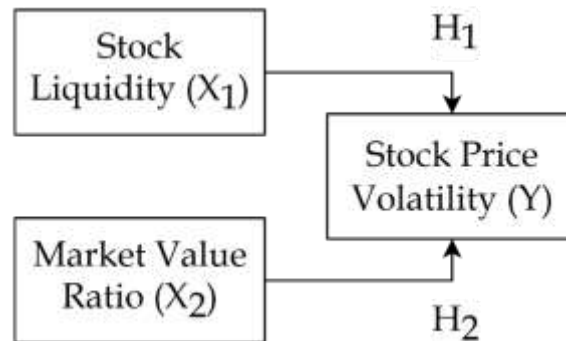 Stock
Liquidity (X₁)
H₁
Stock Price
Volatility (Y)
Market Value
Ratio (X₂)
H₂